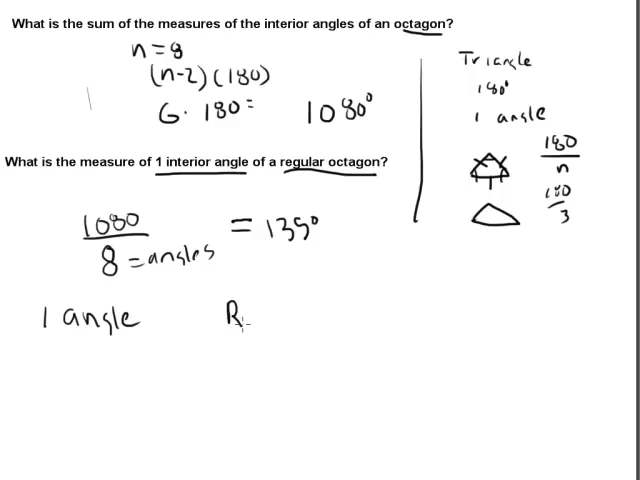 What is the sum of the measures of the interior angles of an octagon?
n = 8
(n-2)(180)
6. 180 =
1080°
What is the measure of 1 interior angle of a regular octagon?
1080
8 = angles
= 135°
1 angle
R
Triangle
180°
1 angle
180
n
180
3